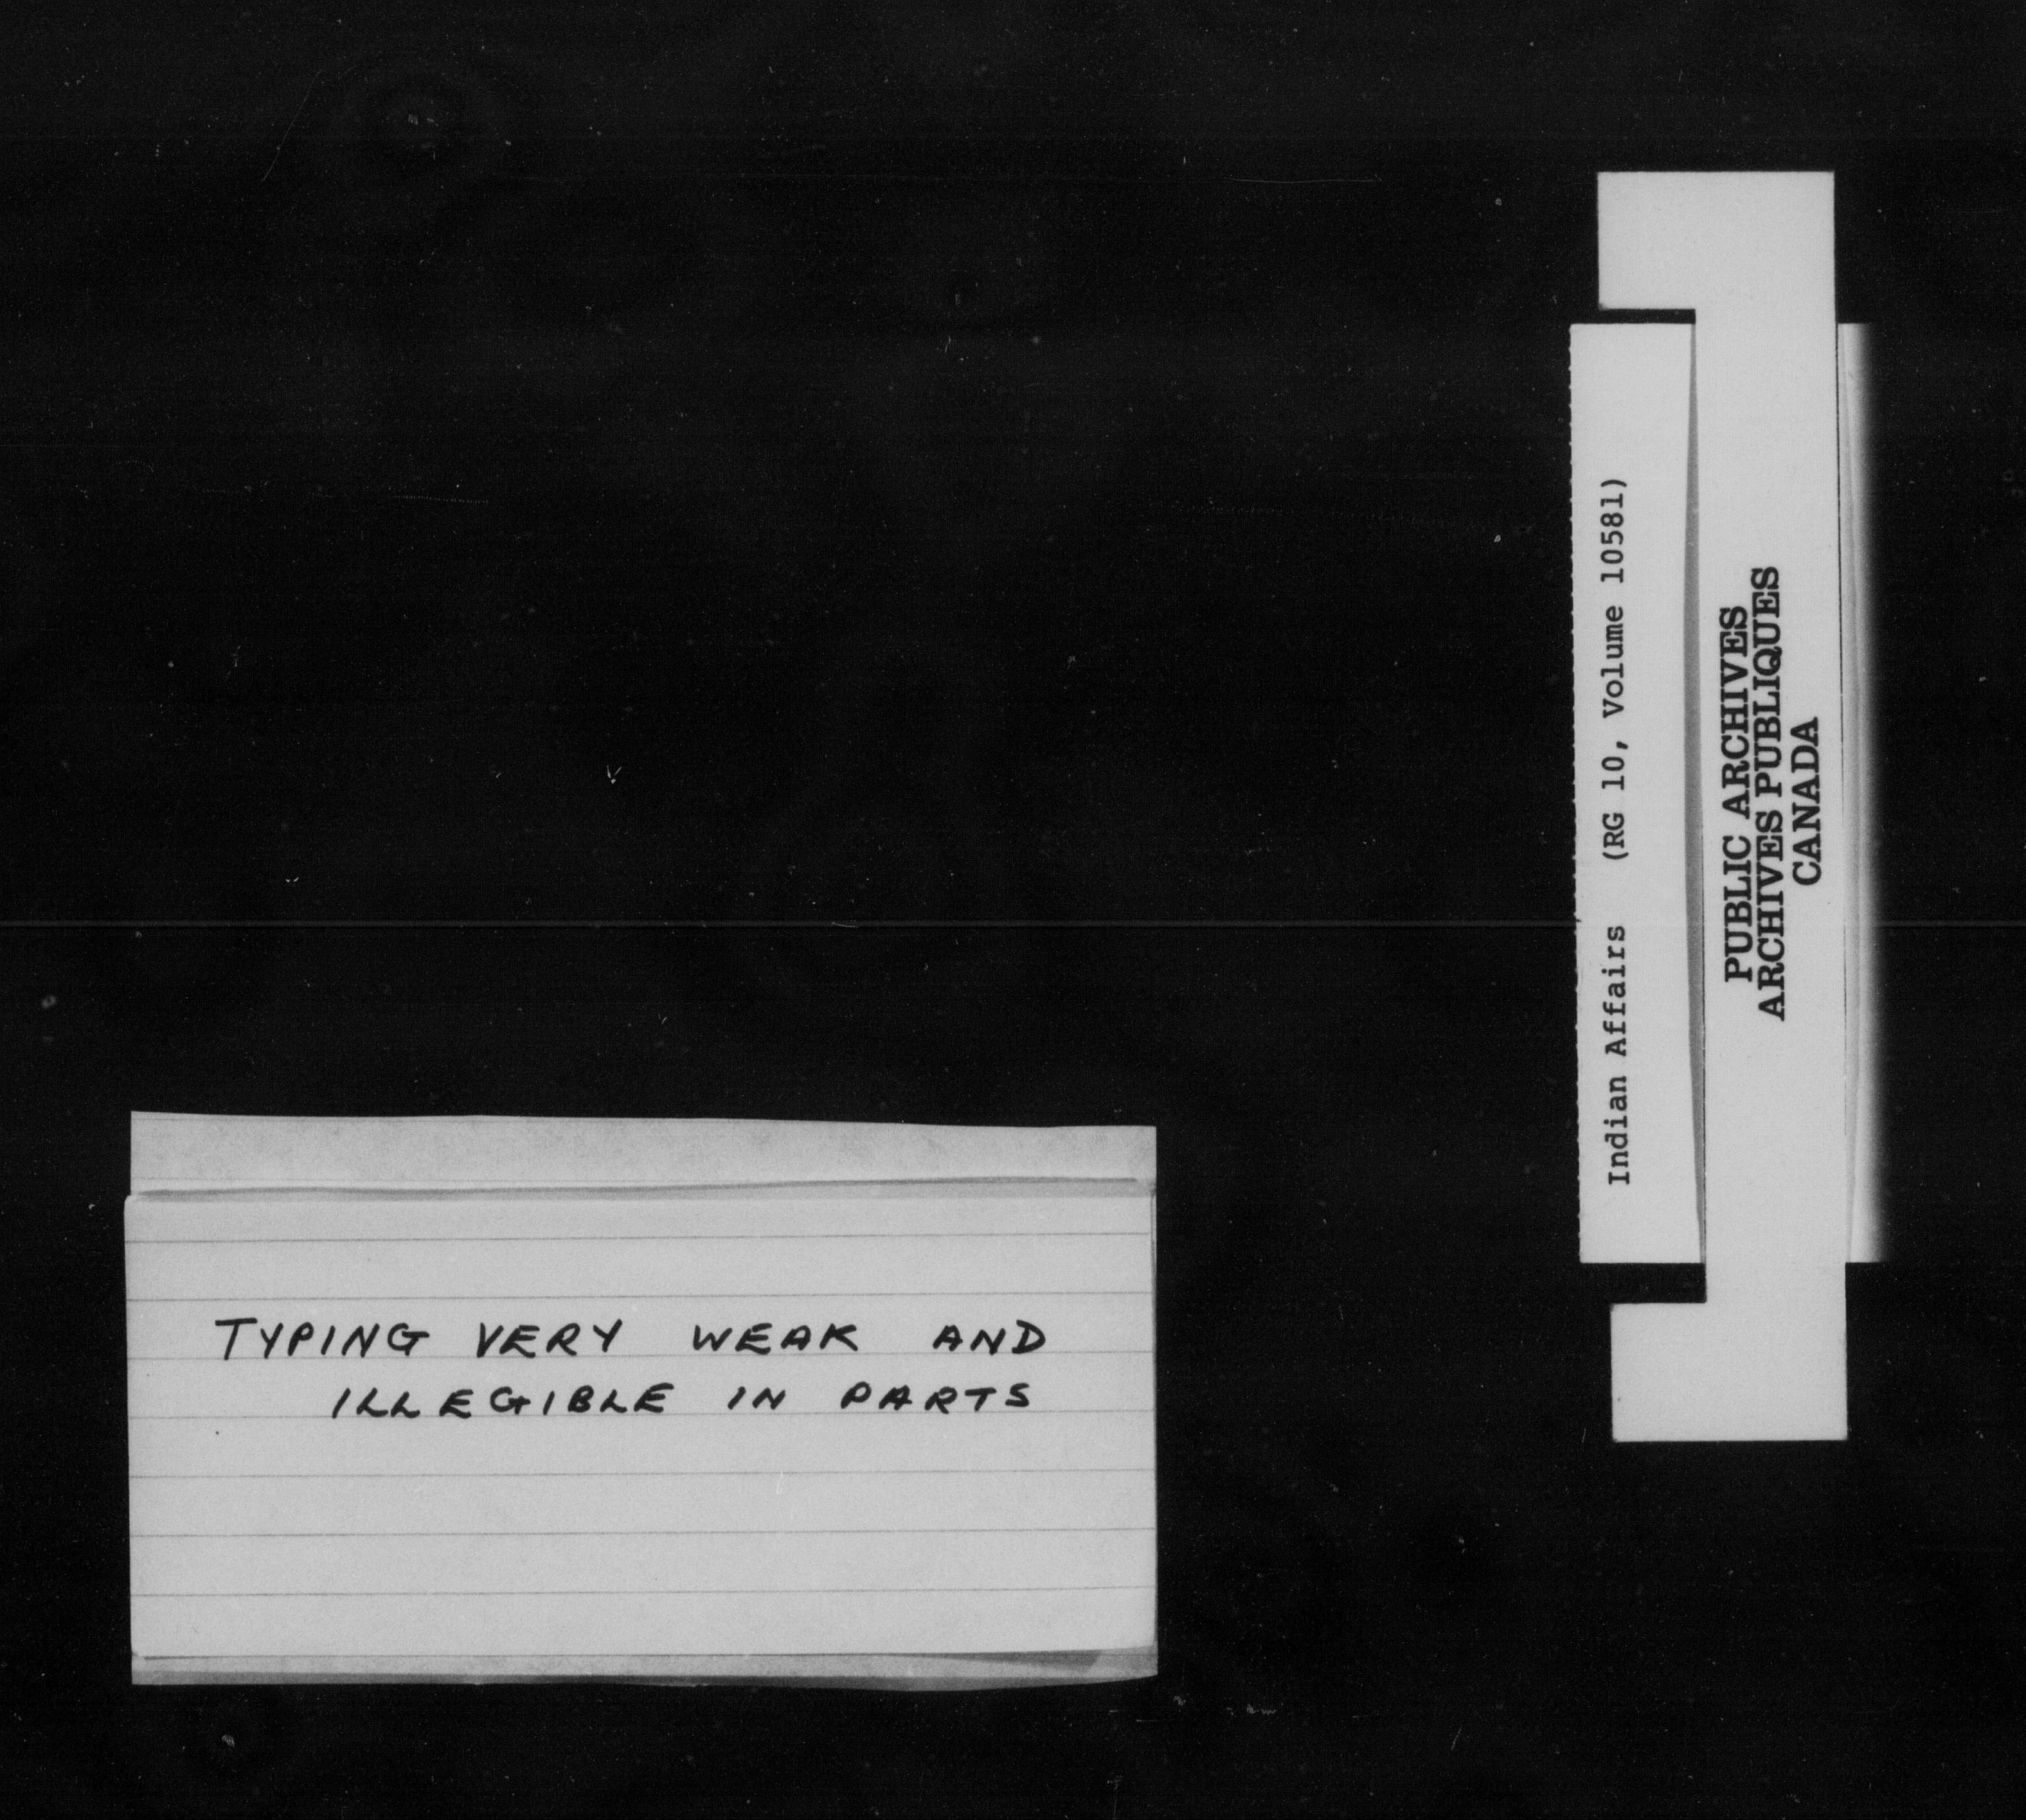 TYPING VERY WEAK AND
ILLEGIBLE IN PARTS
Indian Affairs (RG 10, Volume 10581)
PUBLIC ARCHIVES
ARCHIVES PUBLIQUES
CANADA